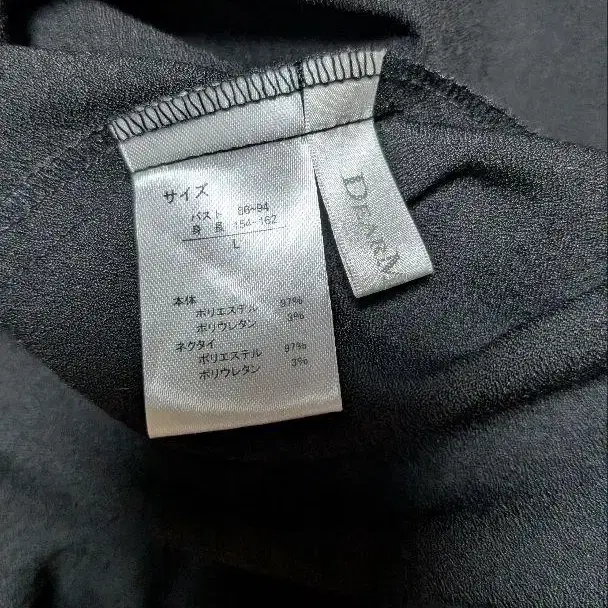 サイズ
バスト 86~94
身 長 154~162
L
本体
ポリエステル 97%
ポリウレタン 3%
ネクタイ
ポリエステル 97%
ポリウレタン 3%
DEARM